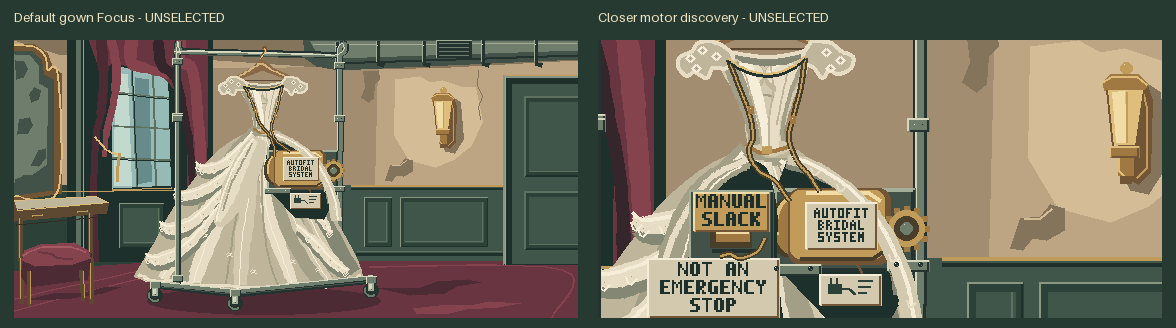 Default gown Focus - UNSELECTED
AUTOFIT
BRIDAL
SYSTEM
Closer motor discovery - UNSELECTED
MANUAL
SLACK
AUTOFIT
BRIDAL
SYSTEM
NOT AN
EMERGENCY
STOP